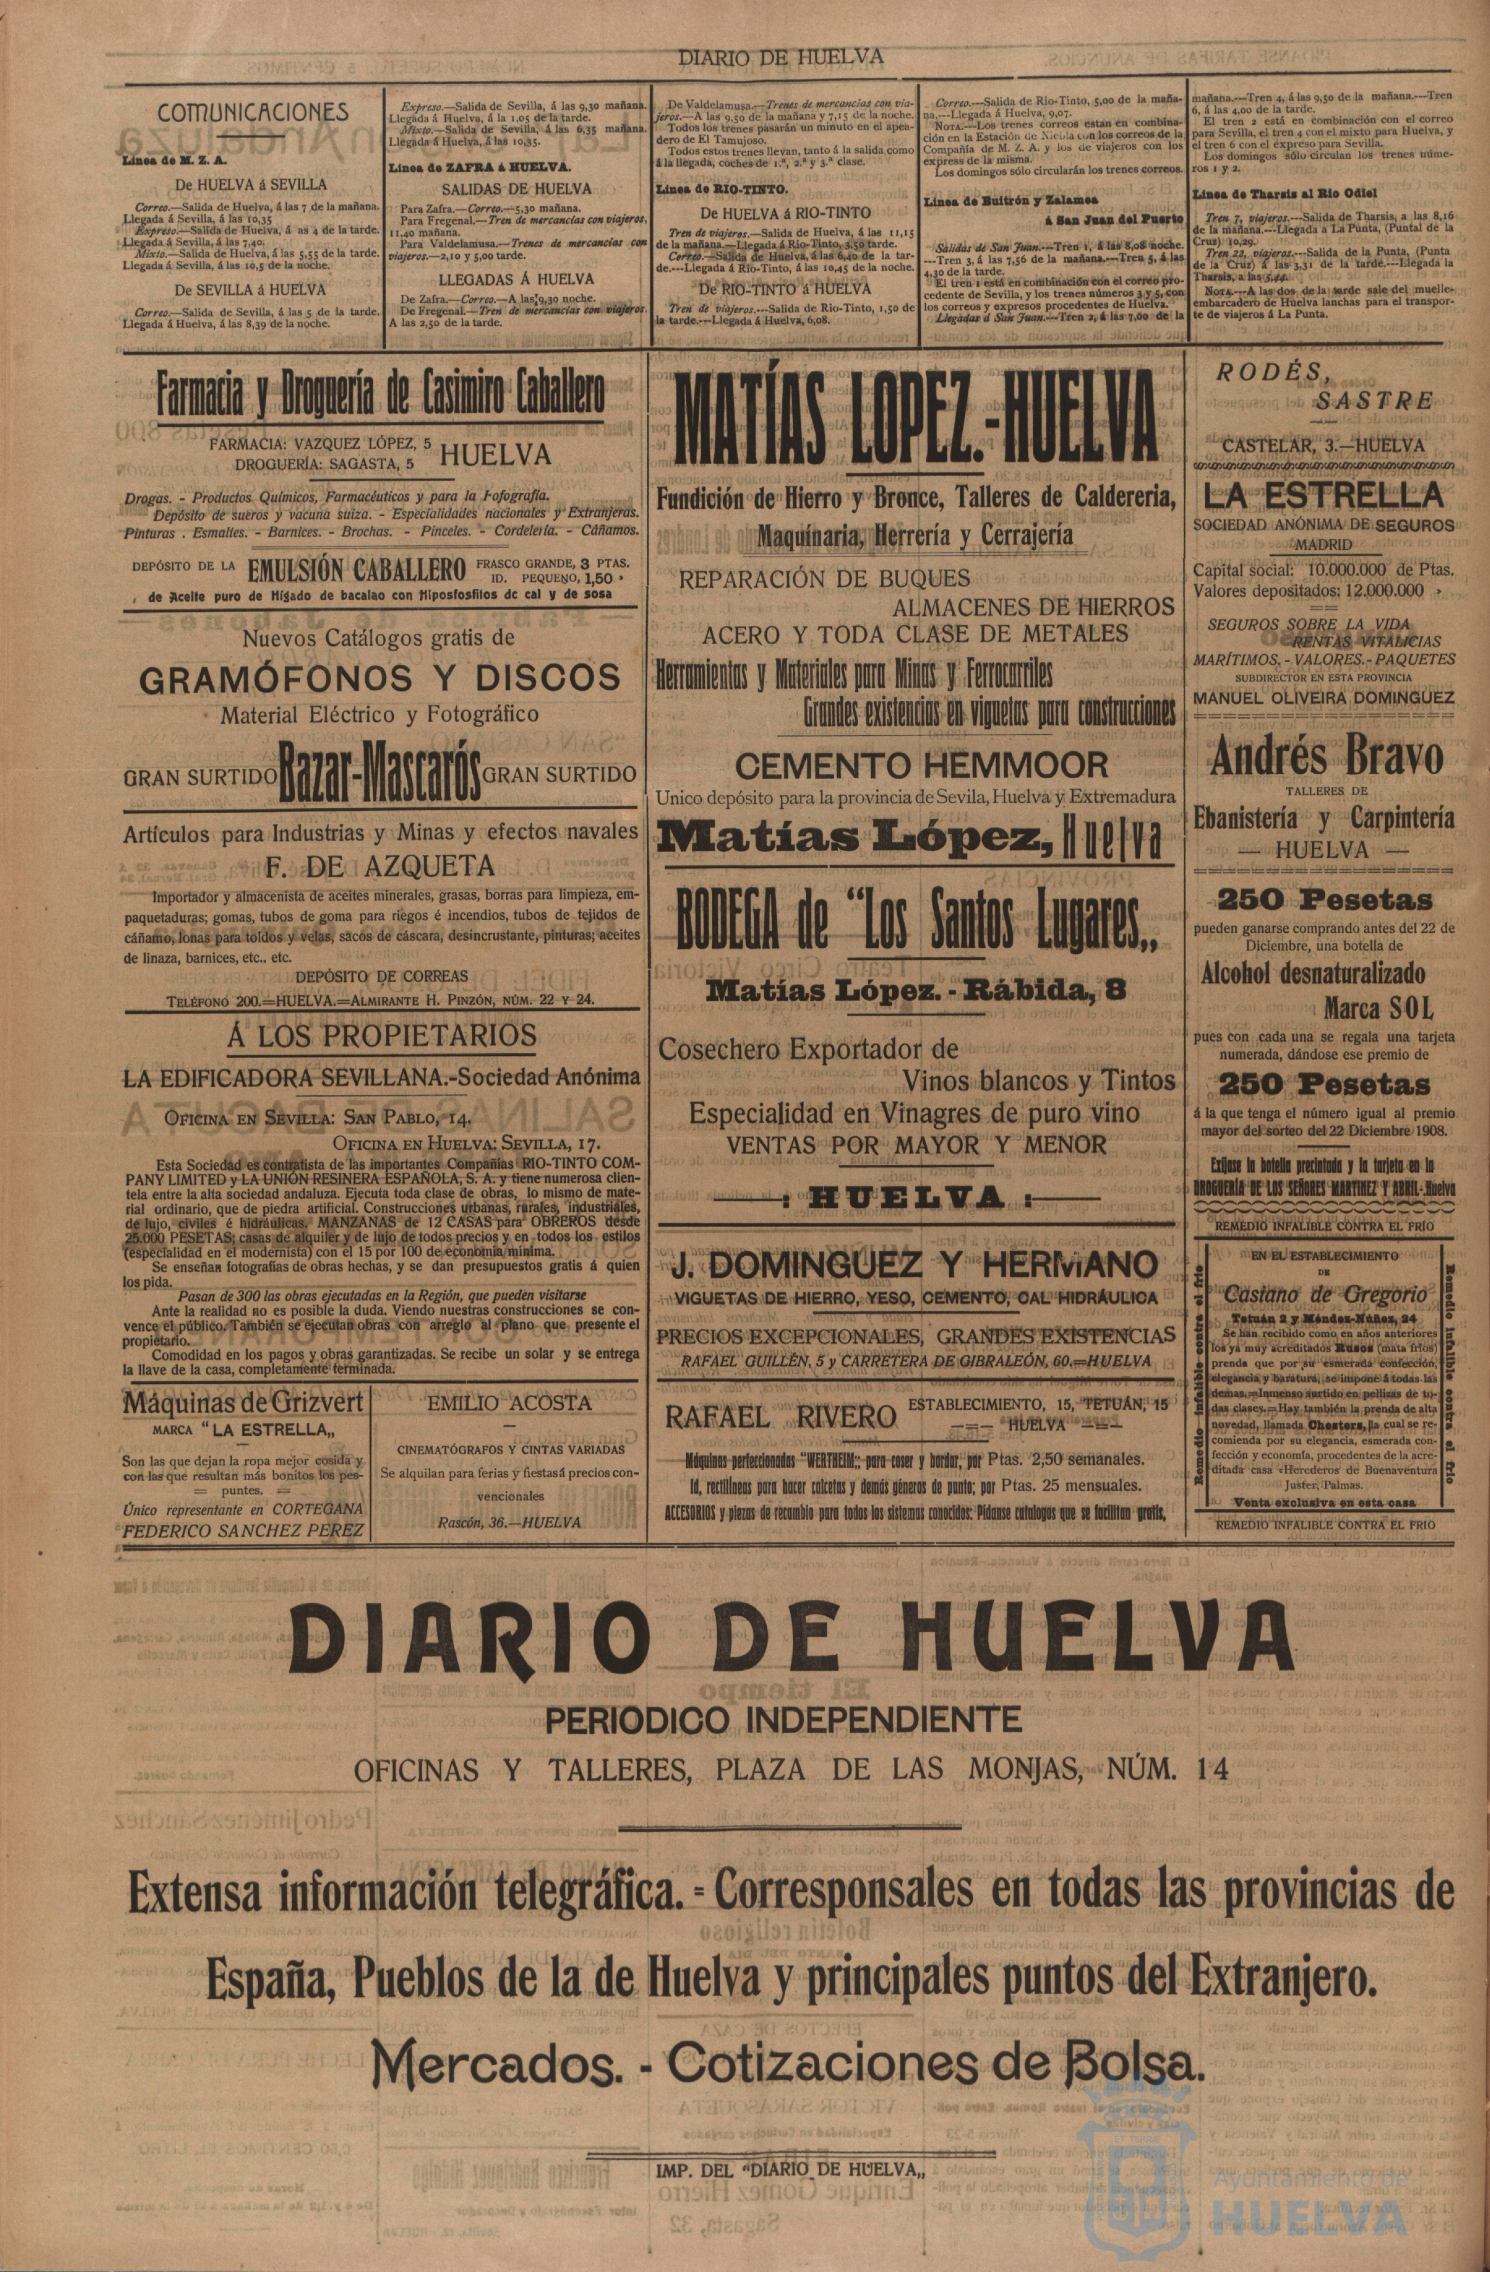 DIARIO DE HUELVA
COMUNICACIONES
Línea de M. Z. A.
De HUELVA á SEVILLA
Correo.—Salida de Huelva, á las 7 de la mañana.
Llegada á Sevilla, á las 10,35
Expreso.—Salida de Huelva, á as 4 de la tarde.
Llegada á Sevilla, á las 7,40.
Mixto.—Salida de Huelva, á las 5,55 de la tarde.
Llegada á Sevilla, á las 10,5 de la noche.
De SEVILLA á HUELVA
Correo.—Salida de Sevilla, á las 5 de la tarde.
Llegada á Huelva, á las 8,39 de la noche.
Expreso.—Salida de Sevilla, á las 9,30 mañana.
Llegada á Huelva, á la 1,05 de la tarde.
Mixto.—Salida de Sevilla, á las 6,35 mañana.
Llegada á Huelva, á las 10,35.
Línea de ZAFRA á HUELVA.
SALIDAS DE HUELVA
Para Zafra.—Correo.—5,30 mañana.
Para Fregenal.—Tren de mercancías con viajeros,
11,40 mañana.
Para Valdelamusa.—Trenes de mercancías con
viajeros.—2,10 y 5,00 tarde.
LLEGADAS Á HUELVA
De Zafra.—Correo.—A las 9,30 noche.
De Fregenal.—Tren de mercancías con viajeros.
A las 2,50 de la tarde.
De Valdelamusa.—Trenes de mercancías con via-
jeros.—A las 9,50 de la mañana y 7,15 de la noche.
Todos los trenes pasarán un minuto en el apea-
dero de El Tamujoso.
Todos estos trenes llevan, tanto á la salida como
á la llegada, coches de 1.ª, 2.ª y 3.ª clase.
Línea de RIO-TINTO.
De HUELVA á RIO-TINTO
Tren de viajeros.—Salida de Huelva, á las 11,15
de la mañana.—Llegada á Rio-Tinto, 3,50 tarde.
Correo.—Salida de Huelva, á las 6,40 de la tar-
de.---Llegada á Rio-Tinto, á las 10,45 de la noche.
De RIO-TINTO á HUELVA
Tren de viajeros.---Salida de Rio-Tinto, 1,50 de
la tarde.---Llegada á Huelva, 6,08.
Correo.—Salida de Rio-Tinto, 5,00 de la maña-
na.---Llegada á Huelva, 9,07.
NOTA.---Los trenes correos estan en combina-
ción en la Estación de Niebla con los correos de la
Compañía de M. Z. A. y los de viajeros con los
express de la misma.
Los domingos sólo circularán los trenes correos.
Línea de Buitrón y Zalamea
á San Juan del Puerto
Salidas de San Juan.---Tren 1, á las 8,08 noche.
---Tren 3, á las 7,56 de la mañana.---Tren 5, á las
4,30 de la tarde.
El tren 1 está en combinación con el correo pro-
cedente de Sevilla, y los trenes números 3 y 5, con
los correos y expresos procedentes de Huelva.
Llegadas á San Juan.---Tren 2, á las 7,00 de la
mañana.---Tren 4, á las 9,50 de la mañana.---Tren
6, á las 4,00 de la tarde.
El tren 2 está en combinación con el correo
para Sevilla, el tren 4 con el mixto para Huelva, y
el tren 6 con el expreso para Sevilla.
Los domingos sólo circulan los trenes núme-
ros 1 y 2.
Línea de Tharsis al Rio Odiel
Tren 7, viajeros.---Salida de Tharsis, a las 8,16
de la mañana.---Llegada a La Punta, (Puntal de la
Cruz) 10,29.
Tren 22, viajeros.---Salida de la Punta, (Punta
de la Cruz) á las 3,31 de la tarde.---Llegada la
Tharsis, a las 5,44.
NOTA.---A las dos de la tarde sale del muelle
embarcadero de Huelva lanchas para el transpor-
te de viajeros á La Punta.
Farmacia y Droguería de Casimiro Caballero
FARMACIA: VAZQUEZ LÓPEZ, 5
DROGUERÍA: SAGASTA, 5
HUELVA
Drogas. - Productos Químicos, Farmacéuticos y para la Fofografía.
Depósito de sueros y vacuna suiza. - Especialidades nacionales y Extranjeras.
Pinturas . Esmaltes. - Barnices. - Brochas. - Pinceles. - Cordelería. - Cáñamos.
DEPÓSITO DE LA EMULSIÓN CABALLERO FRASCO GRANDE, 3 PTAS.
ID. PEQUEÑO, 1,50 »
de Aceite puro de Hígado de bacalao con Hiposfosfitos dc cal y de sosa
Nuevos Catálogos gratis de
GRAMÓFONOS Y DISCOS
Material Eléctrico y Fotográfico
GRAN SURTIDO Bazar-Mascarós GRAN SURTIDO
Artículos para Industrias y Minas y efectos navales
F. DE AZQUETA
Importador y almacenista de aceites minerales, grasas, borras para limpieza, em-
paquetaduras; gomas, tubos de goma para riegos é incendios, tubos de tejidos de
cáñamo, lonas para toldos y velas, sacos de cáscara, desincrustante, pinturas; aceites
de linaza, barnices, etc., etc.
DEPÓSITO DE CORREAS
TELÉFONO 200.=HUELVA.=ALMIRANTE H. PINZÓN, NÚM. 22 Y 24.
Á LOS PROPIETARIOS
LA EDIFICADORA SEVILLANA.-Sociedad Anónima
OFICINA EN SEVILLA: SAN PABLO, 14.
OFICINA EN HUELVA: SEVILLA, 17.
Esta Sociedad es contratista de las importantes Compañías RIO-TINTO COM-
PANY LIMITED y LA UNIÓN RESINERA ESPAÑOLA, S. A. y tiene numerosa clien-
tela entre la alta sociedad andaluza. Ejecuta toda clase de obras, lo mismo de mate-
rial ordinario, que de piedra artificial. Construcciones urbanas, rurales, industriales,
de lujo, civiles é hidráulicas. MANZANAS de 12 CASAS para OBREROS desde
25.000 PESETAS; casas de alquiler y de lujo de todos precios y en todos los estilos
(especialidad en el modernista) con el 15 por 100 de economía mínima.
Se enseñan fotografías de obras hechas, y se dan presupuestos gratis á quien
los pida.
Pasan de 300 las obras ejecutadas en la Región, que pueden visitarse
Ante la realidad no es posible la duda. Viendo nuestras construcciones se con-
vence el público. También se ejecutan obras con arreglo al plano que presente el
propietario.
Comodidad en los pagos y obras garantizadas. Se recibe un solar y se entrega
la llave de la casa, completamente terminada.
Máquinas de Grizvert
MARCA "LA ESTRELLA„
Son las que dejan la ropa mejor cosida y
con las que resultan más bonitos los pes-
= puntes. =
Único representante en CORTEGANA
FEDERICO SANCHEZ PEREZ
EMILIO ACOSTA
CINEMATÓGRAFOS Y CINTAS VARIADAS
Se alquilan para ferias y fiestas á precios con-
vencionales
Rascón, 36.—HUELVA
MATÍAS LOPEZ.-HUELVA
Fundición de Hierro y Bronce, Talleres de Caldereria,
Maquinaria, Herrería y Cerrajería
REPARACIÓN DE BUQUES
ALMACENES DE HIERROS
ACERO Y TODA CLASE DE METALES
Herramientas y Materiales para Minas y Ferrocarriles
Grandes existencias en viguetas para construcciones
CEMENTO HEMMOOR
Unico depósito para la provincia de Sevila, Huelva y Extremadura
Matías López, Huelva
BODEGA de "Los Santos Lugares„
Matías López. - Rábida, 8
Cosechero Exportador de
Vinos blancos y Tintos
Especialidad en Vinagres de puro vino
VENTAS POR MAYOR Y MENOR
—: HUELVA :—
J. DOMINGUEZ Y HERMANO
VIGUETAS DE HIERRO, YESO, CEMENTO, CAL HIDRÁULICA
PRECIOS EXCEPCIONALES, GRANDES EXISTENCIAS
RAFAEL GUILLÉN, 5 y CARRETERA DE GIBRALEÓN, 60.=HUELVA
RAFAEL RIVERO ESTABLECIMIENTO, 15, TETUÁN, 15
—=— HUELVA —=—
Máquinas perfeccionadas "WERTHEIM„ para coser y bordar, por Ptas. 2,50 semanales.
Id, rectilíneas para hacer calcetas y demás géneros de punto; por Ptas. 25 mensuales.
ACCESORIOS y piezas de recambio para todos los sistemas conocidos: Pídanse catalogos que se facilitan gratis,
RODÉS,
SASTRE
CASTELAR, 3.—HUELVA
LA ESTRELLA
SOCIEDAD ANÓNIMA DE SEGUROS
MADRID
Capital social: 10.000.000 de Ptas.
Valores depositados: 12.000.000 »
SEGUROS SOBRE LA VIDA
RENTAS VITALICIAS
MARÍTIMOS. - VALORES. - PAQUETES
SUBDIRECTOR EN ESTA PROVINCIA
MANUEL OLIVEIRA DOMINGUEZ
Andrés Bravo
TALLERES DE
Ebanistería y Carpintería
— HUELVA —
250 Pesetas
pueden ganarse comprando antes del 22 de
Diciembre, una botella de
Alcohol desnaturalizado
Marca SOL
pues con cada una se regala una tarjeta
numerada, dándose ese premio de
250 Pesetas
á la que tenga el número igual al premio
mayor del sorteo del 22 Diciembre 1908.
Exíjase la botella precintada y la tarjeta en la
DROGUERÍA DE LOS SEÑORES MARTINEZ Y ABRIL.-Huelva
REMEDIO INFALIBLE CONTRA EL FRIO
Remedio infalible contra el frío
EN EL ESTABLECIMIENTO
DE
Casiano de Gregorio
Tetuán 2 y Méndez-Núñez, 24
Se han recibido como en años anteriores
los ya muy acreditados Rusos (mata fríos)
prenda que por su esmerada confección,
elegancia y baratura, se impone á todas las
demas.=Inmenso surtido en pellizas de to-
das clases.=Hay también la prenda de alta
novedad, llamada Chesters, la cual se re-
comienda por su elegancia, esmerada con-
fección y economía, procedentes de la acre-
ditada casa «Herederos de Buenaventura
Juster, Palmas.
Venta exclusiva en esta casa
Remedio infalible contra el frío
REMEDIO INFALIBLE CONTRA EL FRIO
DIARIO DE HUELVA
PERIODICO INDEPENDIENTE
OFICINAS Y TALLERES, PLAZA DE LAS MONJAS, NÚM. 14
Extensa información telegráfica. = Corresponsales en todas las provincias de
España, Pueblos de la de Huelva y principales puntos del Extranjero.
Mercados. - Cotizaciones de Bolsa.
IMP. DEL "DIARIO DE HUELVA„
Ayuntamiento de
HUELVA